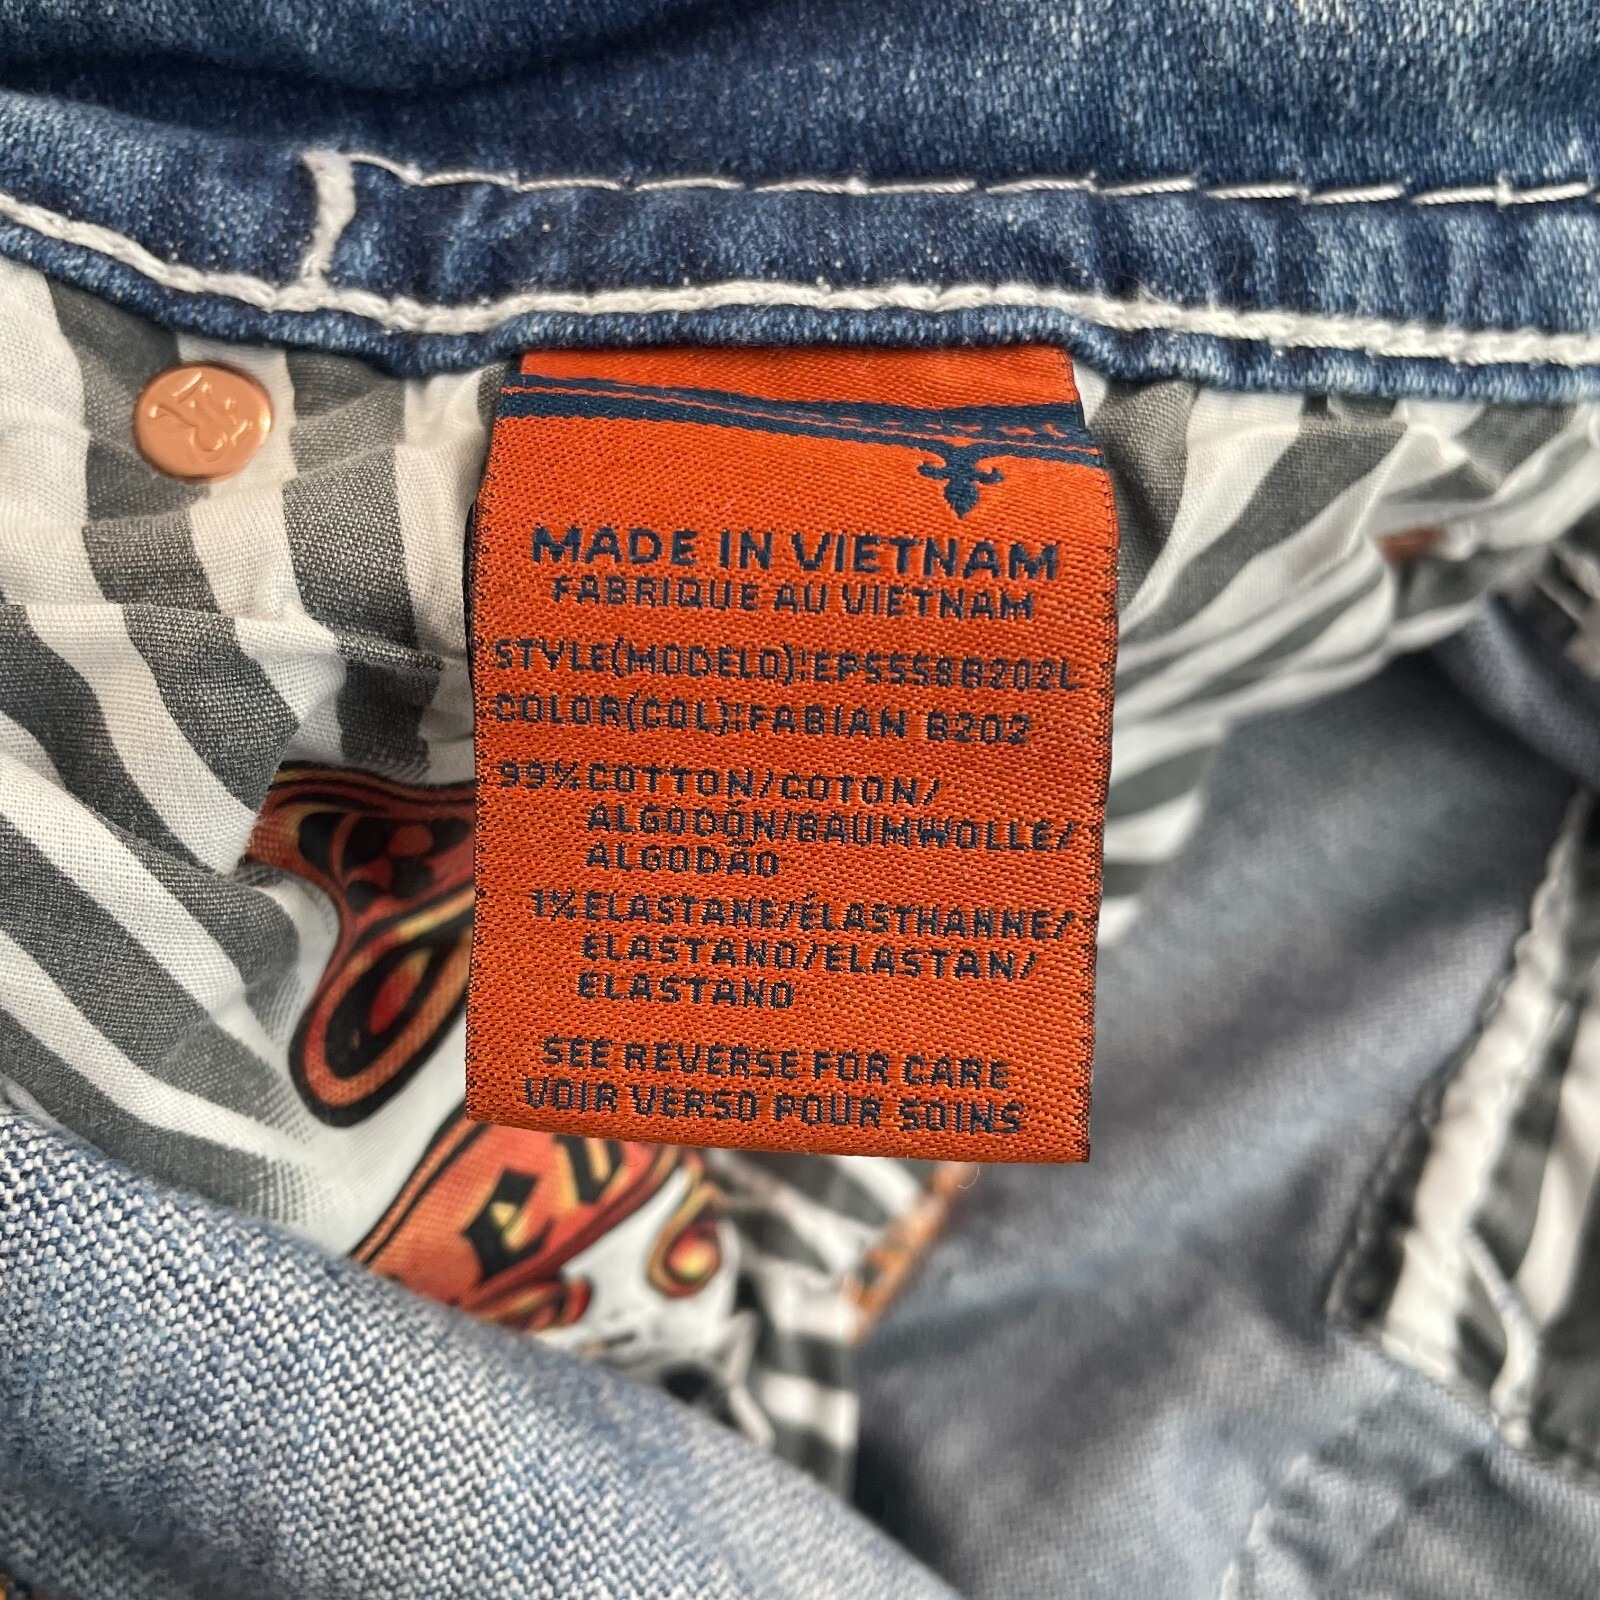 MADE IN VIETNAM
FABRIQUE AU VIETNAM
STYLE(MODELO):EP5558B202L
COLOR(COL):FABIAN B202
99%COTTON/COTON/
ALGODÓN/BAUMWOLLE/
ALGODÃO
1%ELASTANE/ÉLASTHANNE/
ELASTANO/ELASTAN/
ELASTANO
SEE REVERSE FOR CARE
VOIR VERSO POUR SOINS